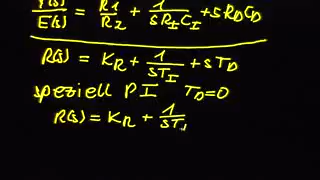 Y(s)/E(s) = R1/R2 + 1/(sR_I C_I) + sR_D C_D
R(s) = K_R + 1/(sT_I) + sT_D
speziell PI T_D=0
R(s) = K_R + 1/(sT_I